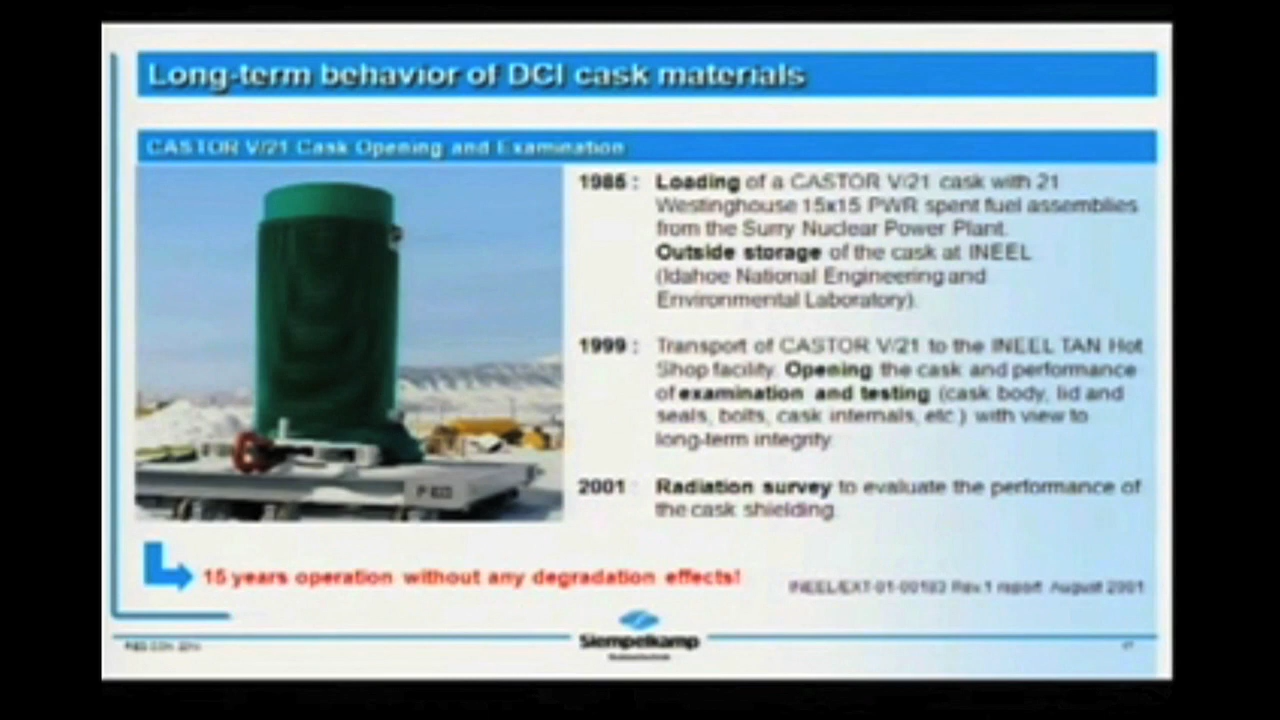 Long-term behavior of DCI cask materials
CASTOR V/21 Cask Opening and Examination
1985 : Loading of a CASTOR V/21 cask with 21
Westinghouse 15x15 PWR spent fuel assemblies
from the Surry Nuclear Power Plant.
Outside storage of the cask at INEEL
(Idahoe National Engineering and
Environmental Laboratory).
1999 : Transport of CASTOR V/21 to the INEEL TAN Hot
Shop facility. Opening the cask and performance
of examination and testing (cask body, lid and
seals, bolts, cask internals, etc.) with view to
long-term integrity.
2001 : Radiation survey to evaluate the performance of
the cask shielding.
15 years operation without any degradation effects!
INEEL/EXT-01-00183 Rev.1 report August 2001
Siempelkamp